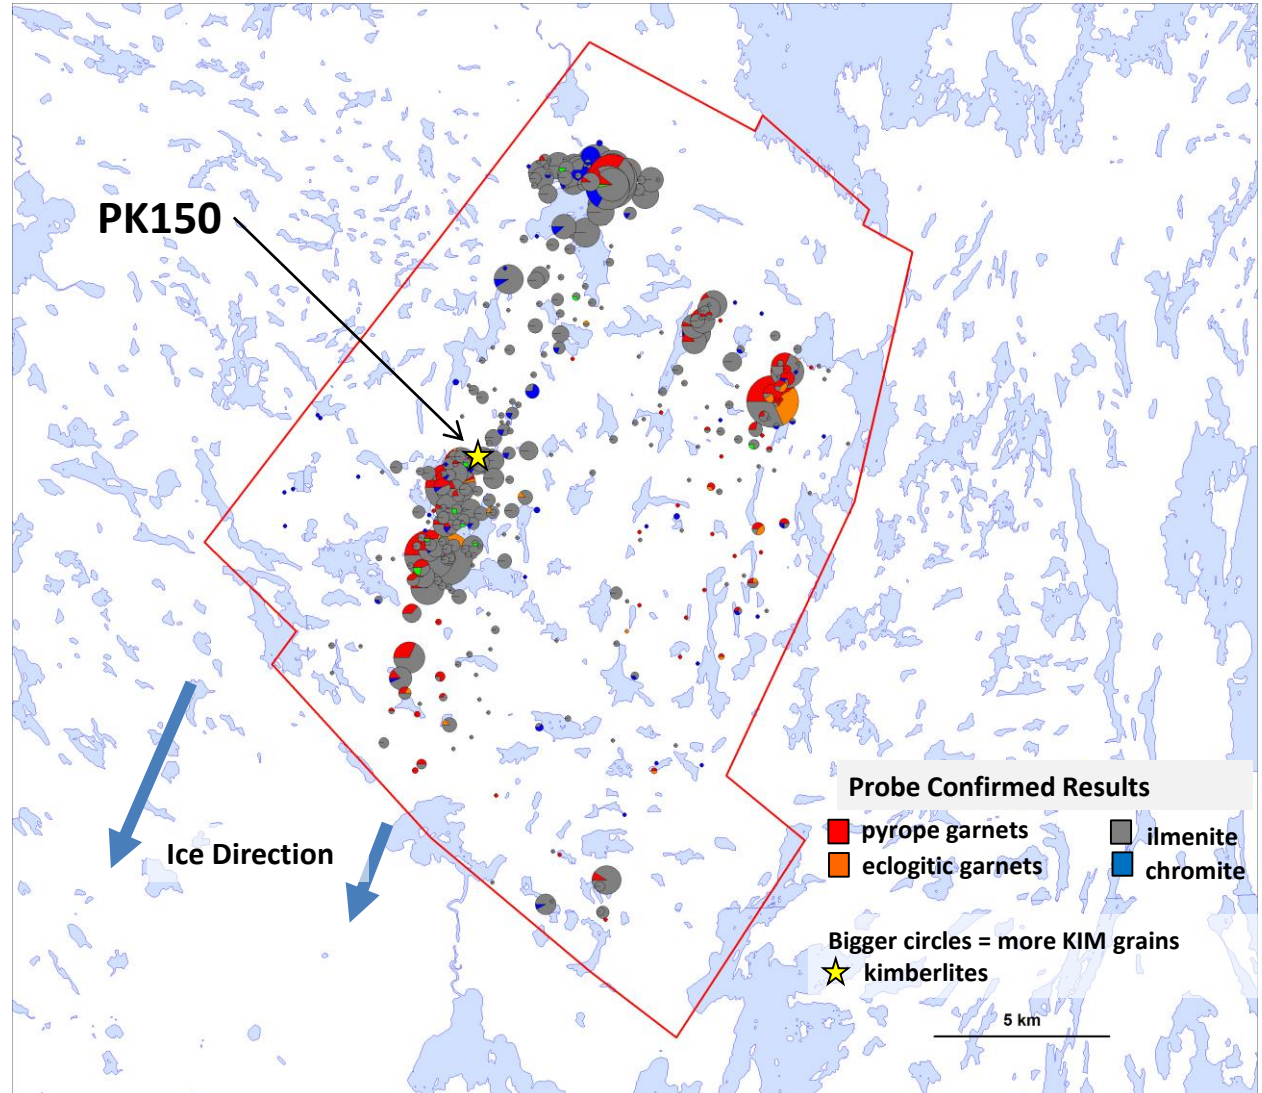 PK150
Ice Direction
Probe Confirmed Results
pyrope garnets
ilmenite
eclogitic garnets
chromite
Bigger circles = more KIM grains
kimberlites
5 km